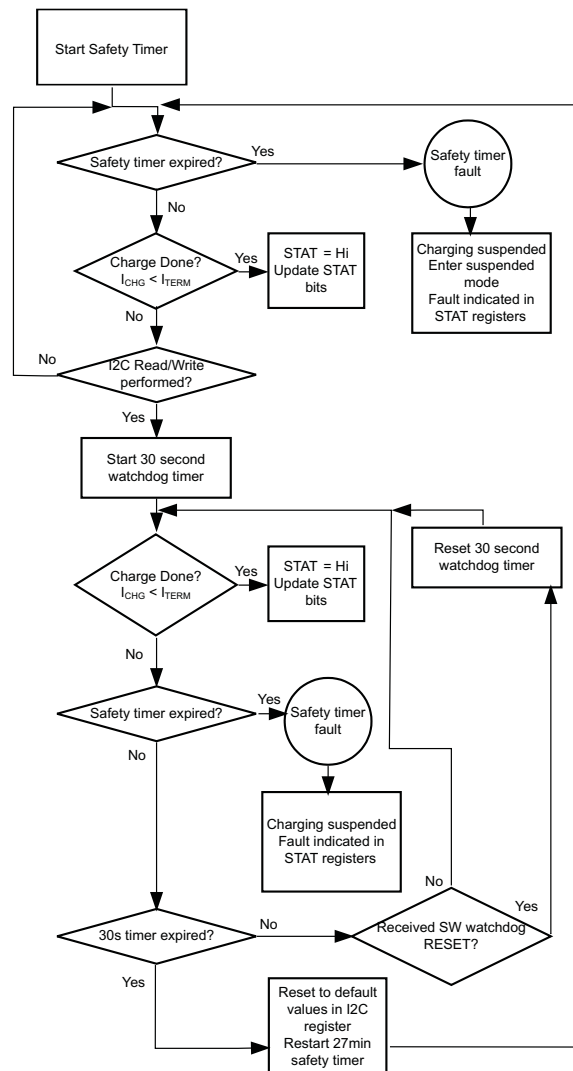 Start Safety Timer
Safety timer expired?
Yes
Safety timer
fault
No
Charge Done?
ICHG < ITERM
Yes
STAT = Hi
Update STAT
bits
Charging suspended
Enter suspended
mode
Fault indicated in
STAT registers
No
No
I2C Read/Write
performed?
Yes
Start 30 second
watchdog timer
Reset 30 second
watchdog timer
Charge Done?
ICHG < ITERM
Yes
STAT = Hi
Update STAT
bits
No
Safety timer expired?
Yes
Safety timer
fault
No
Charging suspended
Fault indicated in
STAT registers
30s timer expired?
No
Received SW watchdog
RESET?
No
Yes
Yes
Reset to default
values in I2C
register
Restart 27min
safety timer